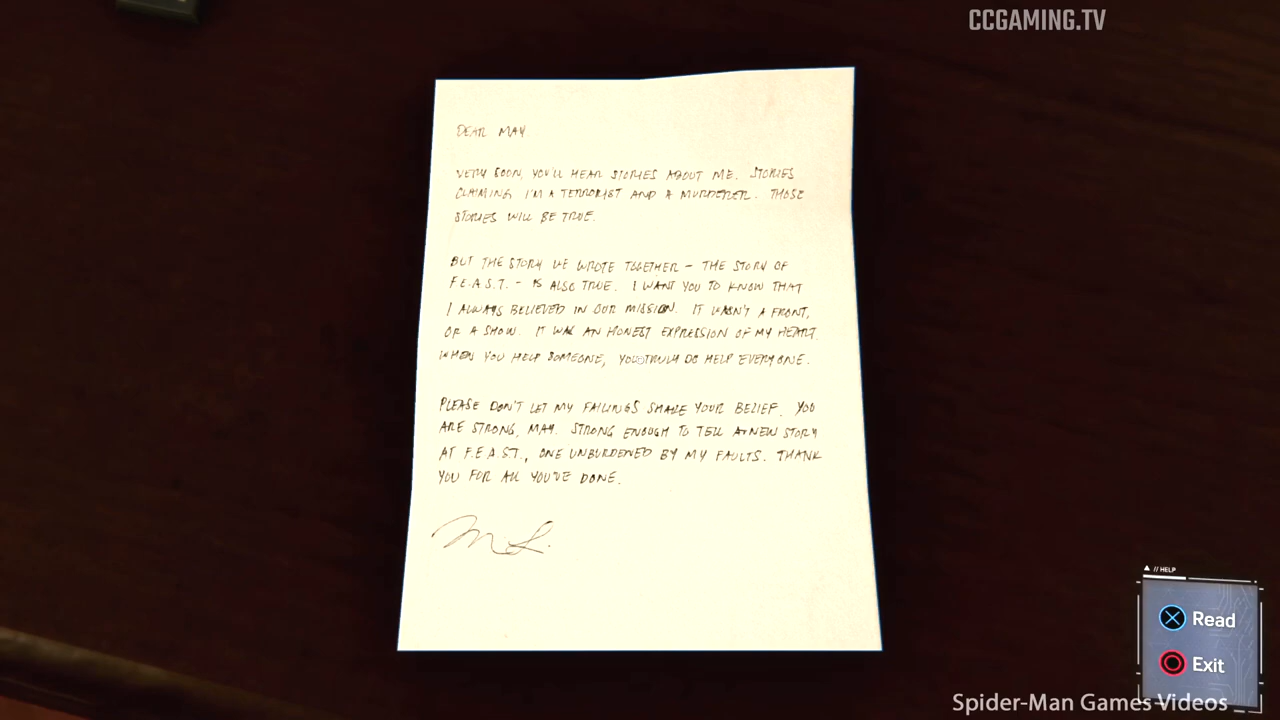 CCGAMING.TV
DEAR MAY
VERY SOON, YOU'LL HEAR STORIES ABOUT ME. STORIES
CLAIMING I'M A TERRORIST AND A MURDERER. THOSE
STORIES WILL BE TRUE.
BUT THE STORY WE WROTE TOGETHER – THE STORY OF
F.E.A.S.T. – IS ALSO TRUE. I WANT YOU TO KNOW THAT
I ALWAYS BELIEVED IN OUR MISSION. IT WASN'T A FRONT,
OR A SHOW. IT WAS AN HONEST EXPRESSION OF MY HEART.
WHEN YOU HELP SOMEONE, YOU TRULY DO HELP EVERYONE.
PLEASE DON'T LET MY FAILINGS SHAKE YOUR BELIEF. YOU
ARE STRONG, MAY. STRONG ENOUGH TO TELL A NEW STORY
AT F.E.A.S.T., ONE UNBURDENED BY MY FAULTS. THANK
YOU FOR ALL YOU'VE DONE.
M L.
// HELP
Read
Exit
Spider-Man Games Videos